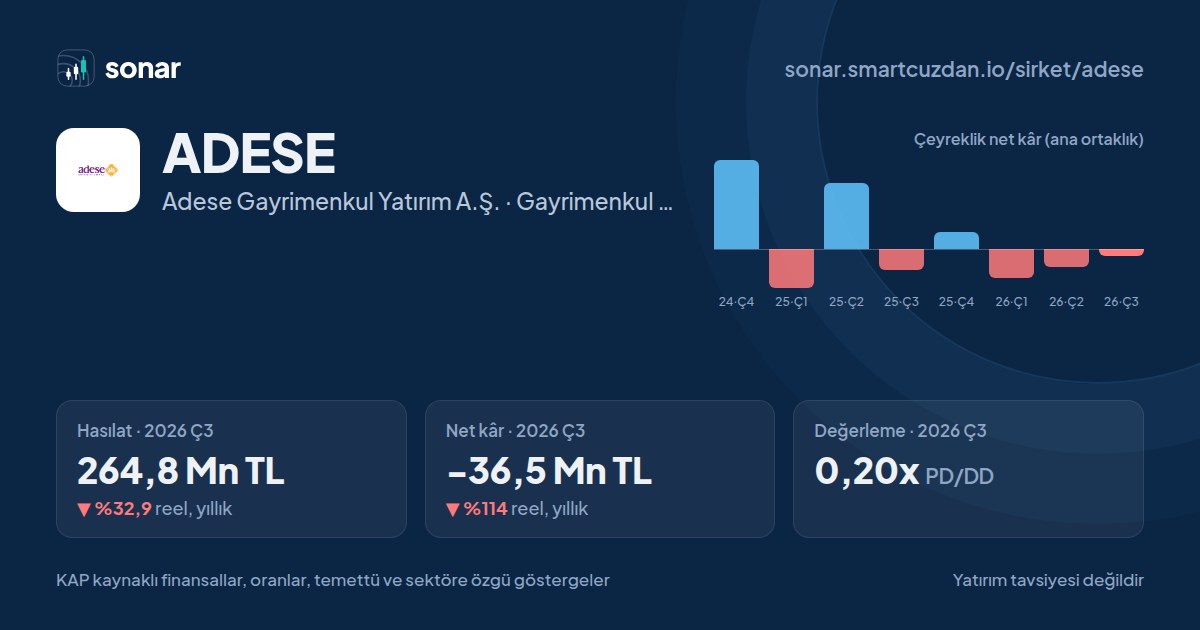 sonar
sonar.smartcuzdan.io/sirket/adese
adese
ADESE
Adese Gayrimenkul Yatırım A.Ş. · Gayrimenkul ...
Çeyreklik net kâr (ana ortaklık)
24-Ç4 25-Ç1 25-Ç2 25-Ç3 25-Ç4 26-Ç1 26-Ç2 26-Ç3
Hasılat · 2026 Ç3
264,8 Mn TL
▼ %32,9 reel, yıllık
Net kâr · 2026 Ç3
−36,5 Mn TL
▼ %114 reel, yıllık
Değerleme · 2026 Ç3
0,20x PD/DD
KAP kaynaklı finansallar, oranlar, temettü ve sektöre özgü göstergeler
Yatırım tavsiyesi değildir